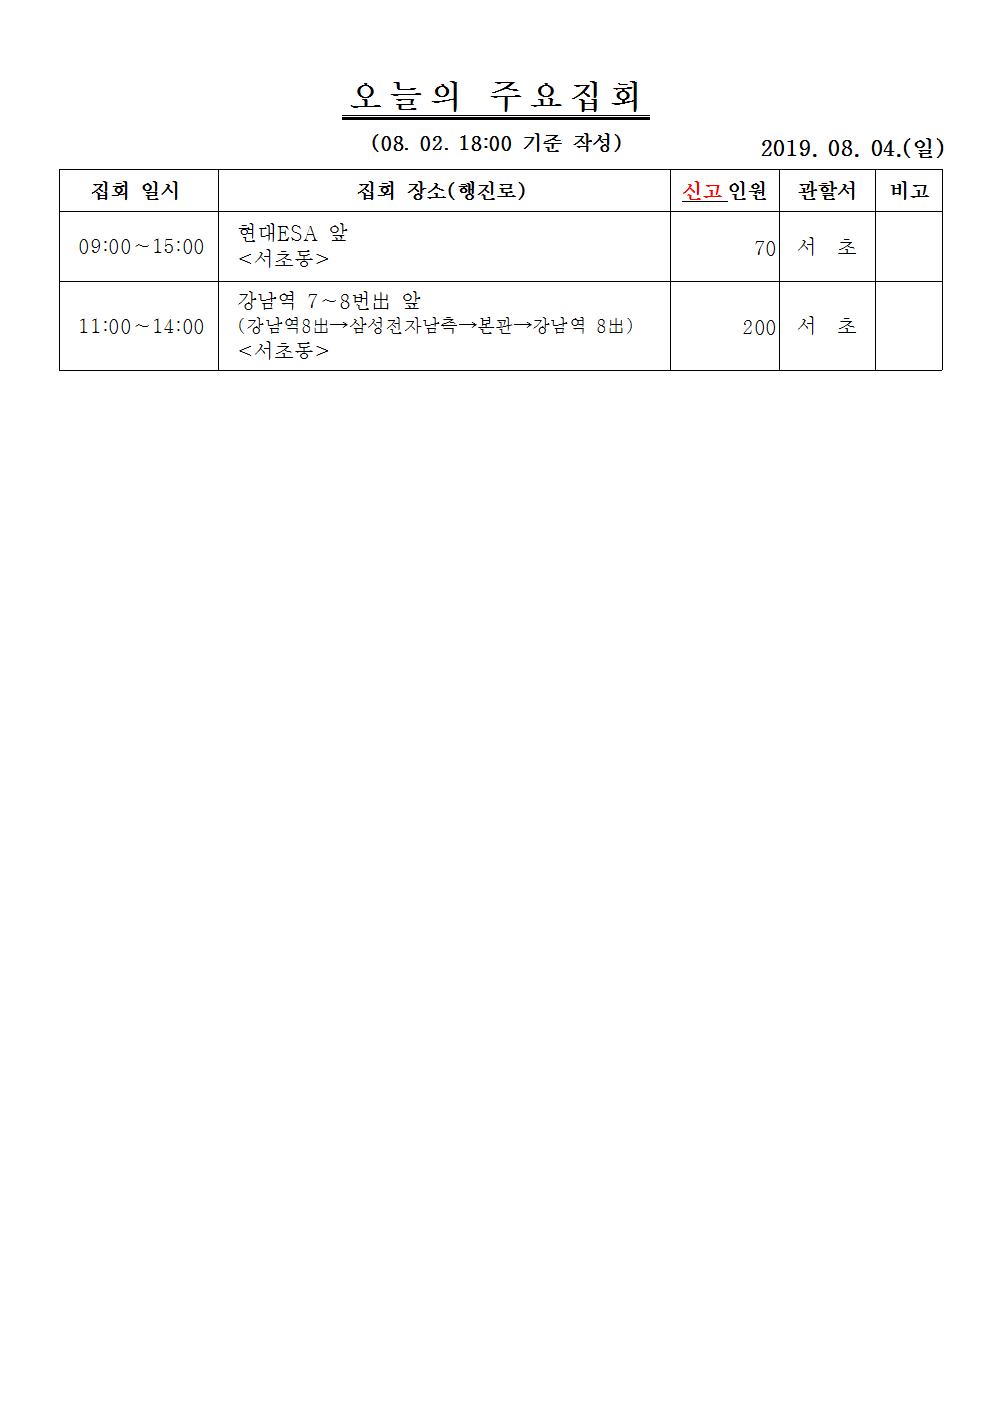 오늘의 주요집회
(08. 02. 18:00 기준 작성)
2019. 08. 04.(일)
집회 일시 집회 장소(행진로) 신고 인원 관할서 비고
09:00~15:00 현대ESA 앞 <서초동> 70 서 초
11:00~14:00 강남역 7~8번出 앞 (강남역8出→삼성전자남측→본관→강남역 8出) <서초동> 200 서 초